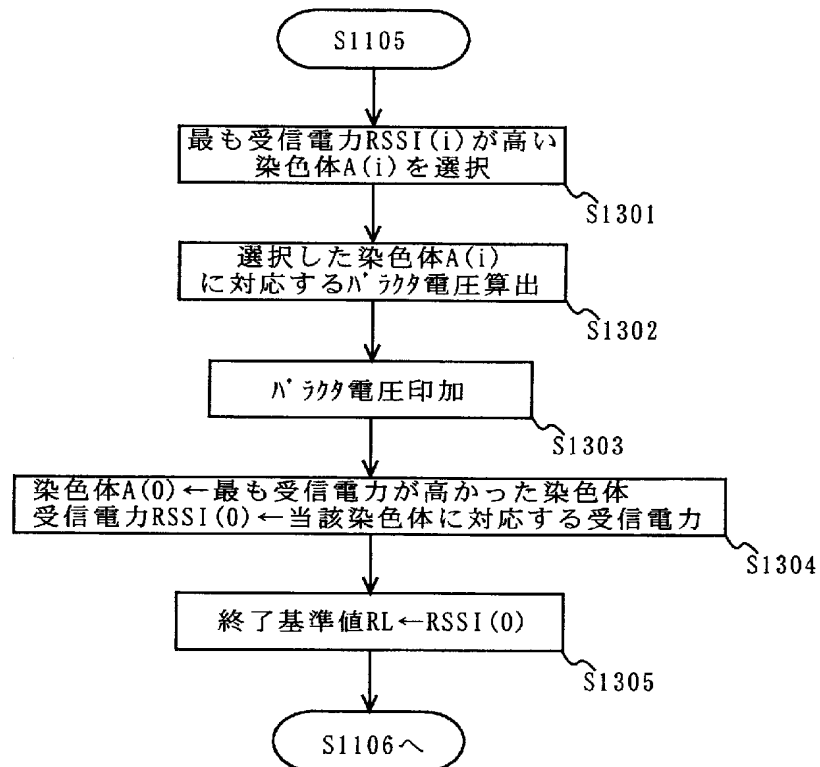 S1105
最も受信電力RSSI(i)が高い
染色体A(i)を選択
S1301
選択した染色体A(i)
に対応するバラクタ電圧算出
S1302
バラクタ電圧印加
S1303
染色体A(0)←最も受信電力が高かった染色体
受信電力RSSI(0)←当該染色体に対応する受信電力
S1304
終了基準値RL←RSSI(0)
S1305
S1106へ